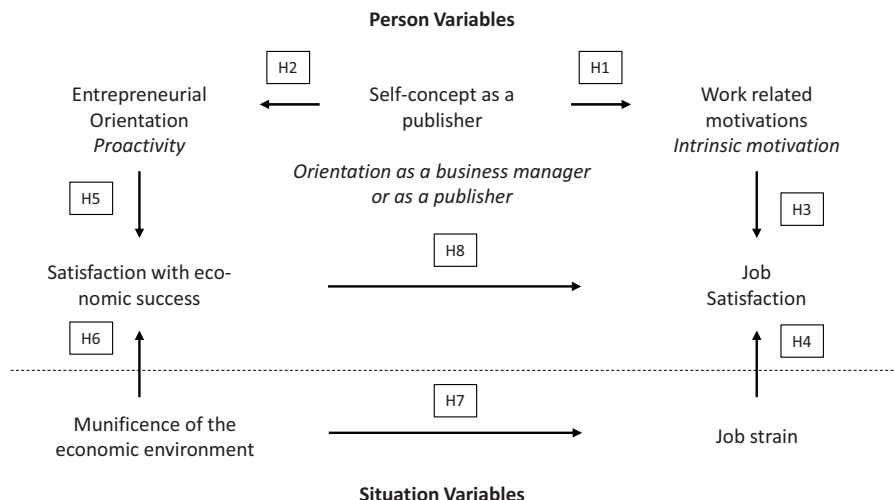 Person Variables
H2
H1
Entrepreneurial
Orientation
Proactivity
Self-concept as a
publisher
Work related
motivations
Intrinsic motivation
Orientation as a business manager
or as a publisher
H5
H3
H8
Satisfaction with eco-
nomic success
Job
Satisfaction
H6
H4
H7
Munificence of the
economic environment
Job strain
Situation Variables